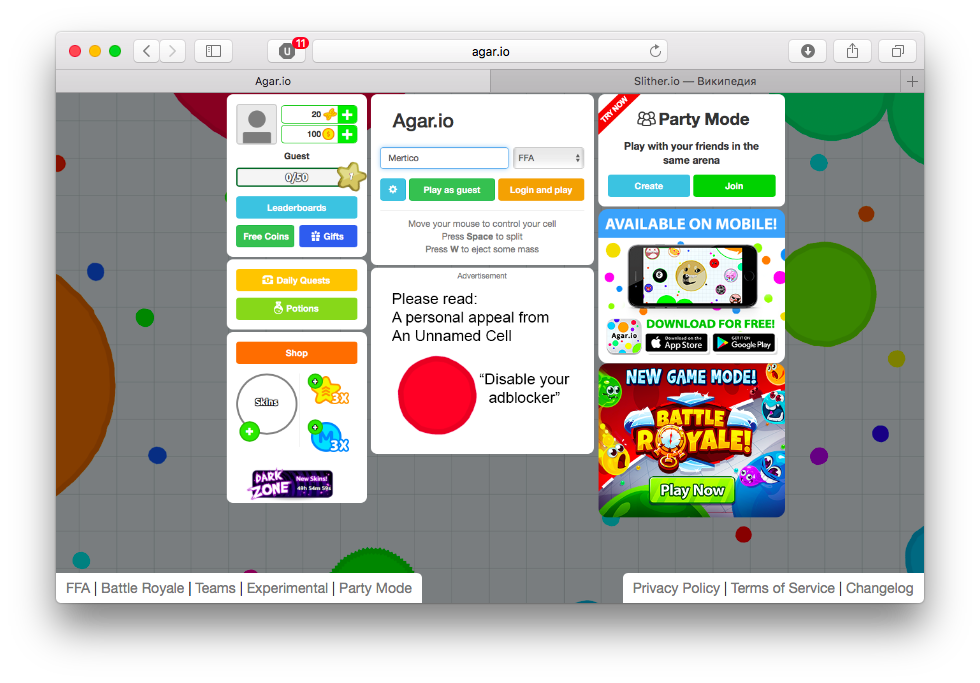 11
agar.io
Agar.io
Slither.io — Википедия
20
100
Guest
0/50
Leaderboards
Free Coins
Gifts
Daily Quests
Potions
Shop
Skins
3X
M
3X
DARK ZONE
New Skins!
48h 54m 59s
Agar.io
Mertico
FFA
Play as guest
Login and play
Move your mouse to control your cell
Press Space to split
Press W to eject some mass
Advertisement
Please read:
A personal appeal from
An Unnamed Cell
“Disable your
adblocker”
TRY NOW
Party Mode
Play with your friends in the
same arena
Create
Join
AVAILABLE ON MOBILE!
DOWNLOAD FOR FREE!
Agar.io
Download on the
App Store
GET IT ON
Google Play
NEW GAME MODE!
BATTLE
ROYALE!
Play Now
FFA | Battle Royale | Teams | Experimental | Party Mode
Privacy Policy | Terms of Service | Changelog